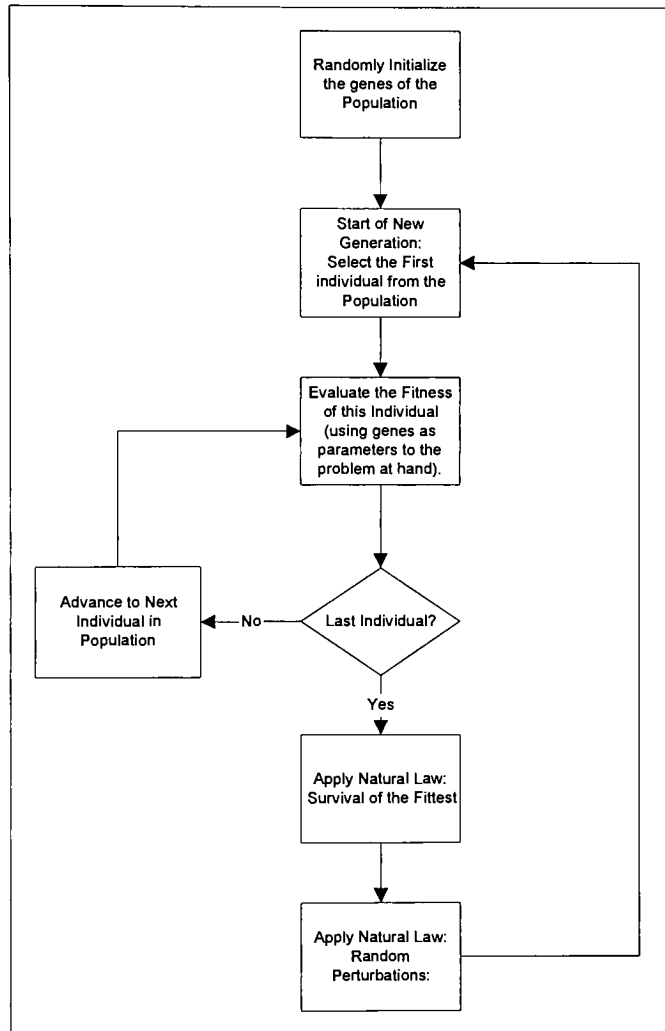 Randomly Initialize
the genes of the
Population
Start of New
Generation:
Select the First
individual from the
Population
Evaluate the Fitness
of this Individual
(using genes as
parameters to the
problem at hand).
Advance to Next
Individual in
Population
No
Last Individual?
Yes
Apply Natural Law:
Survival of the Fittest
Apply Natural Law:
Random
Perturbations: